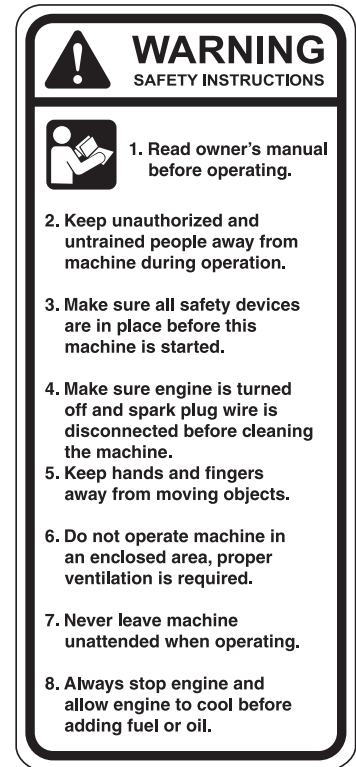 WARNING
SAFETY INSTRUCTIONS
1. Read owner's manual
before operating.
2. Keep unauthorized and
untrained people away from
machine during operation.
3. Make sure all safety devices
are in place before this
machine is started.
4. Make sure engine is turned
off and spark plug wire is
disconnected before cleaning
the machine.
5. Keep hands and fingers
away from moving objects.
6. Do not operate machine in
an enclosed area, proper
ventilation is required.
7. Never leave machine
unattended when operating.
8. Always stop engine and
allow engine to cool before
adding fuel or oil.